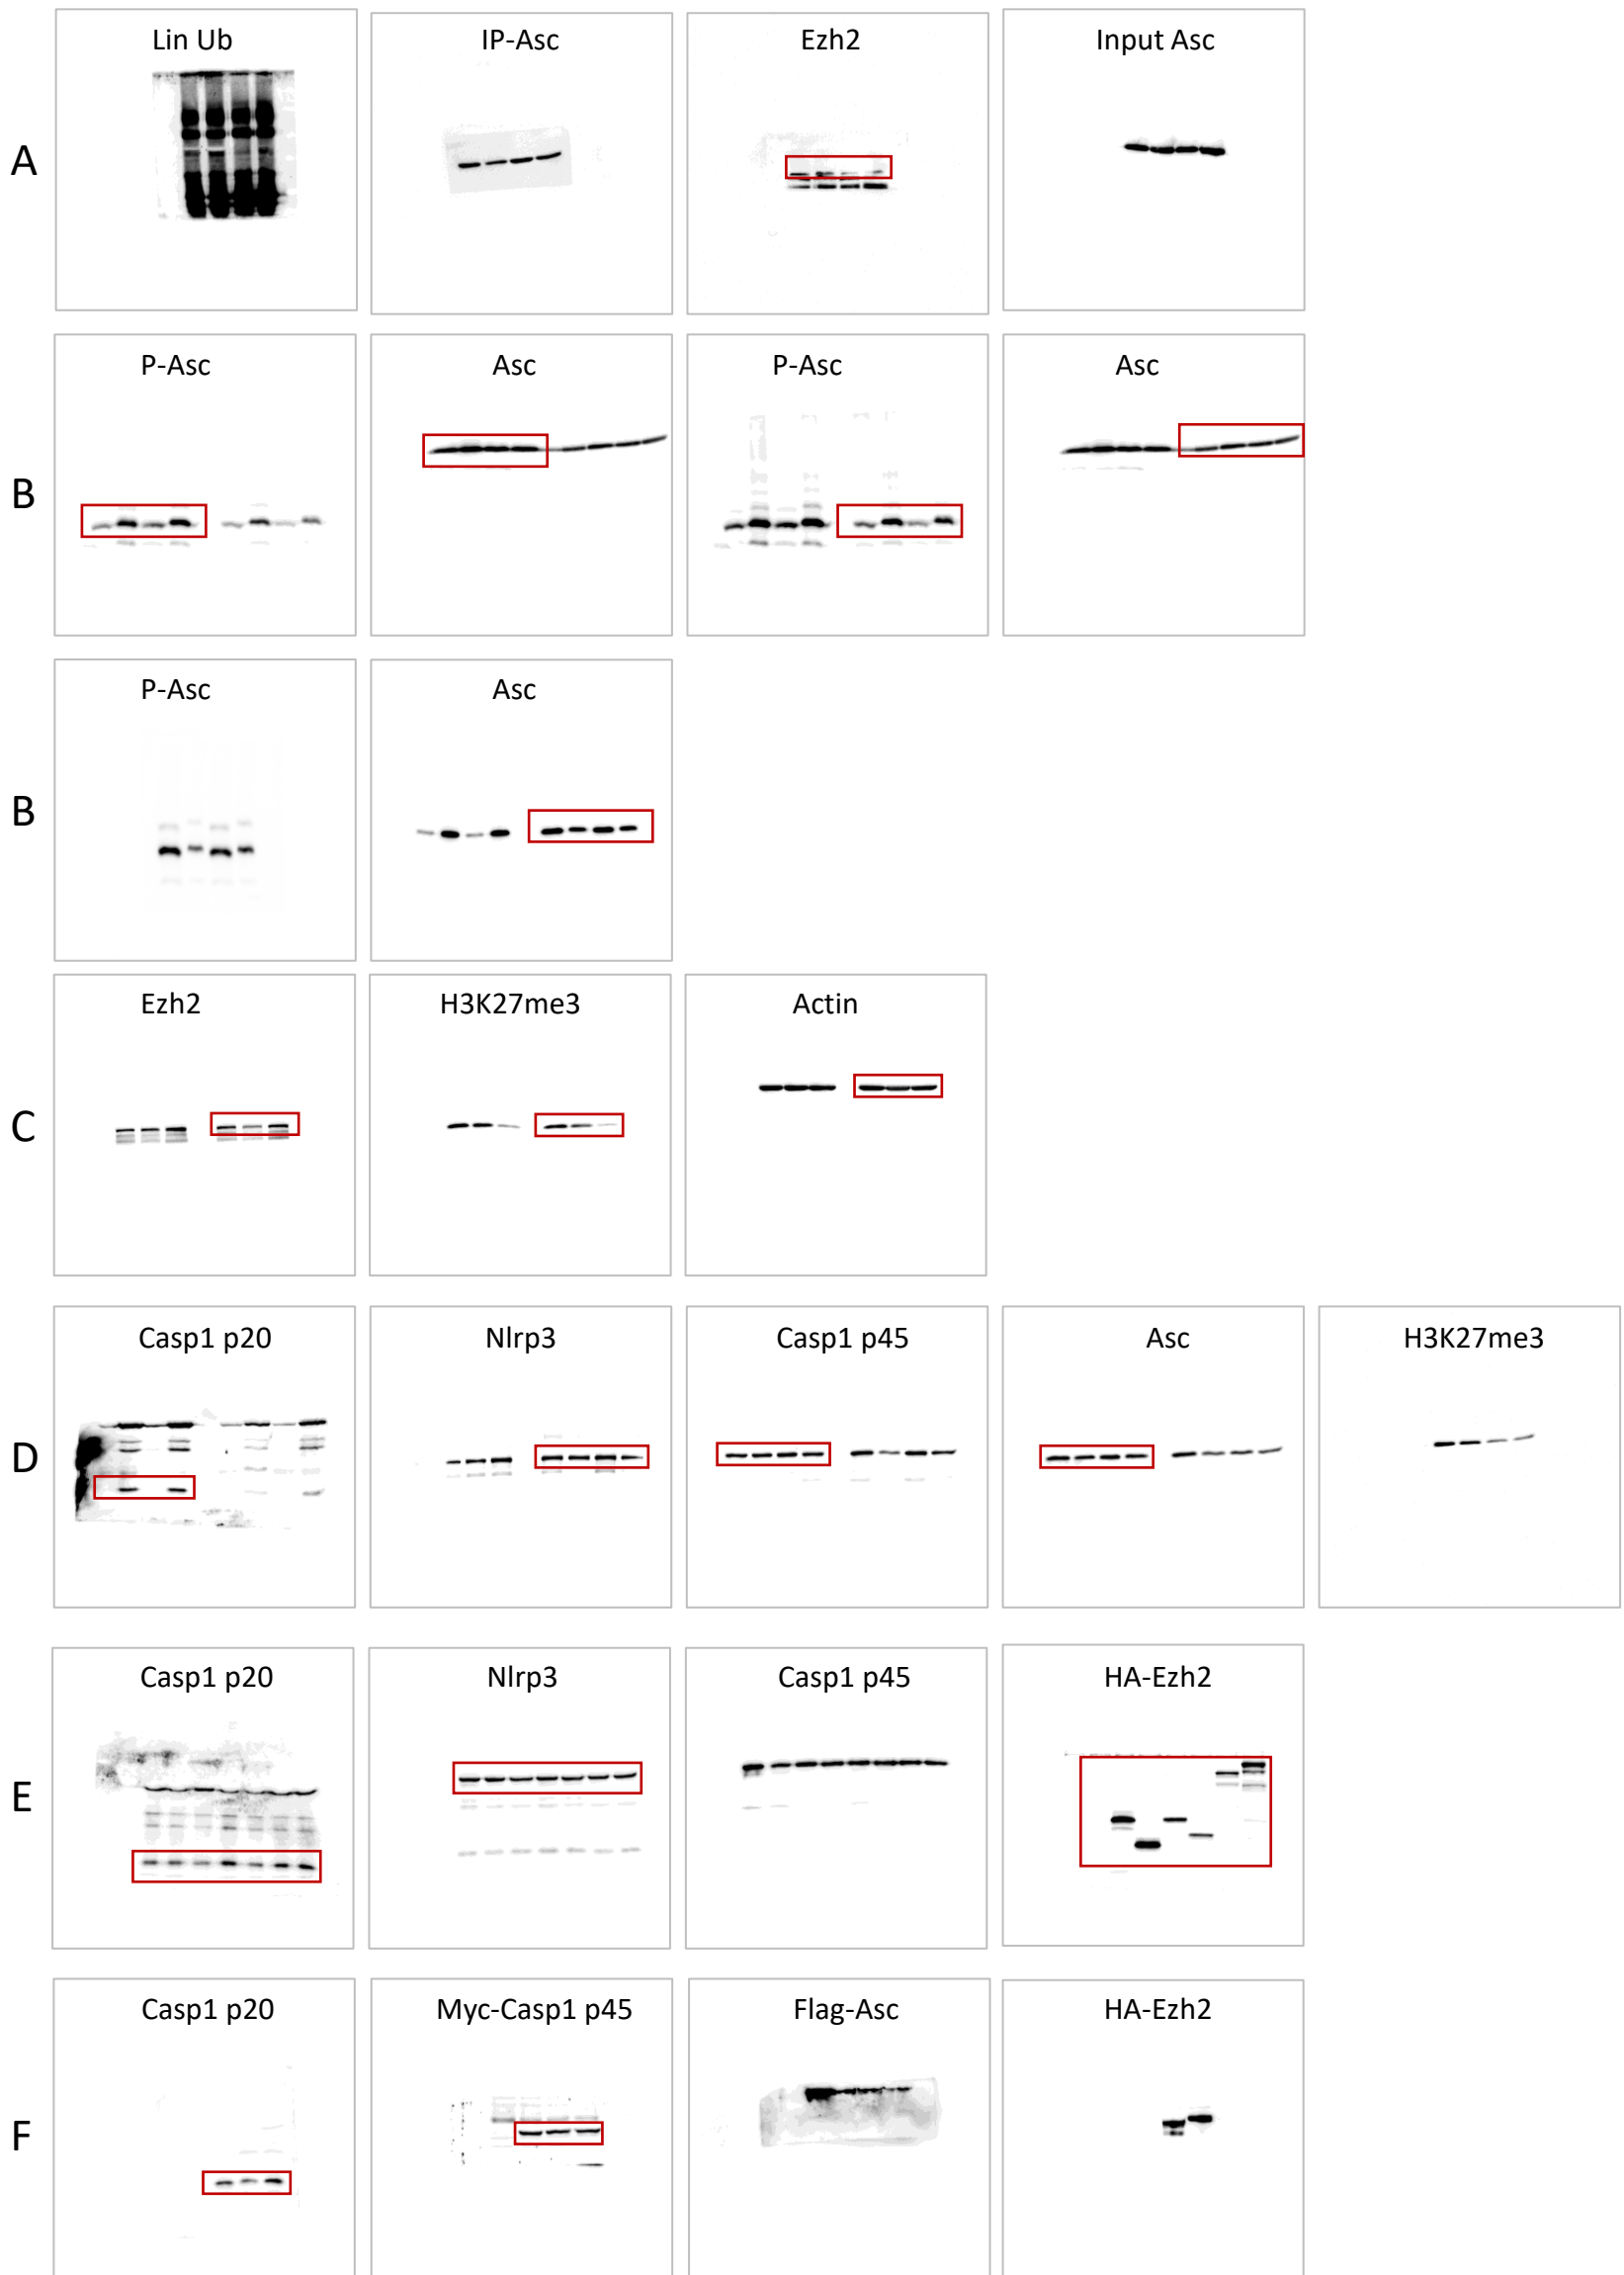 A
Lin Ub
IP-Asc
Ezh2
Input Asc
B
P-Asc
Asc
P-Asc
Asc
B
P-Asc
Asc
C
Ezh2
H3K27me3
Actin
D
Casp1 p20
Nlrp3
Casp1 p45
Asc
H3K27me3
E
Casp1 p20
Nlrp3
Casp1 p45
HA-Ezh2
F
Casp1 p20
Myc-Casp1 p45
Flag-Asc
HA-Ezh2